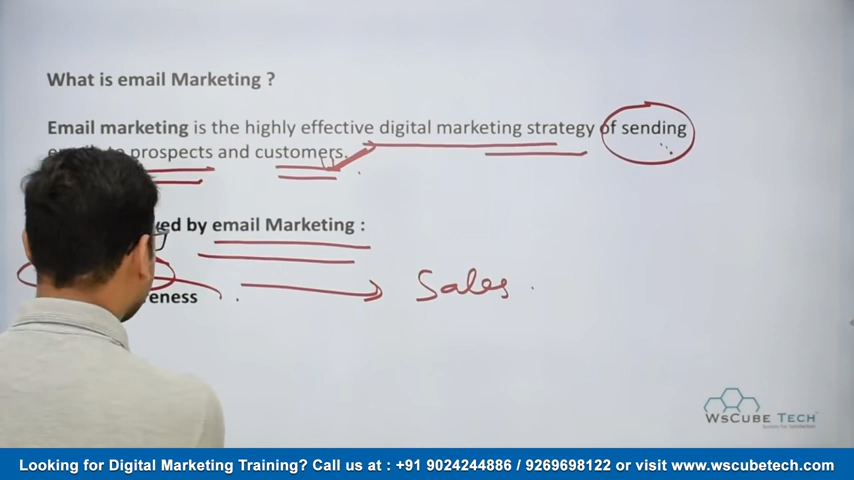 What is email Marketing ?
Email marketing is the highly effective digital marketing strategy of sending
prospects and customers.
by email Marketing :
Sales
WsCube Tech
Looking for Digital Marketing Training? Call us at : +91 9024244886 / 9269698122 or visit www.wscubetech.com